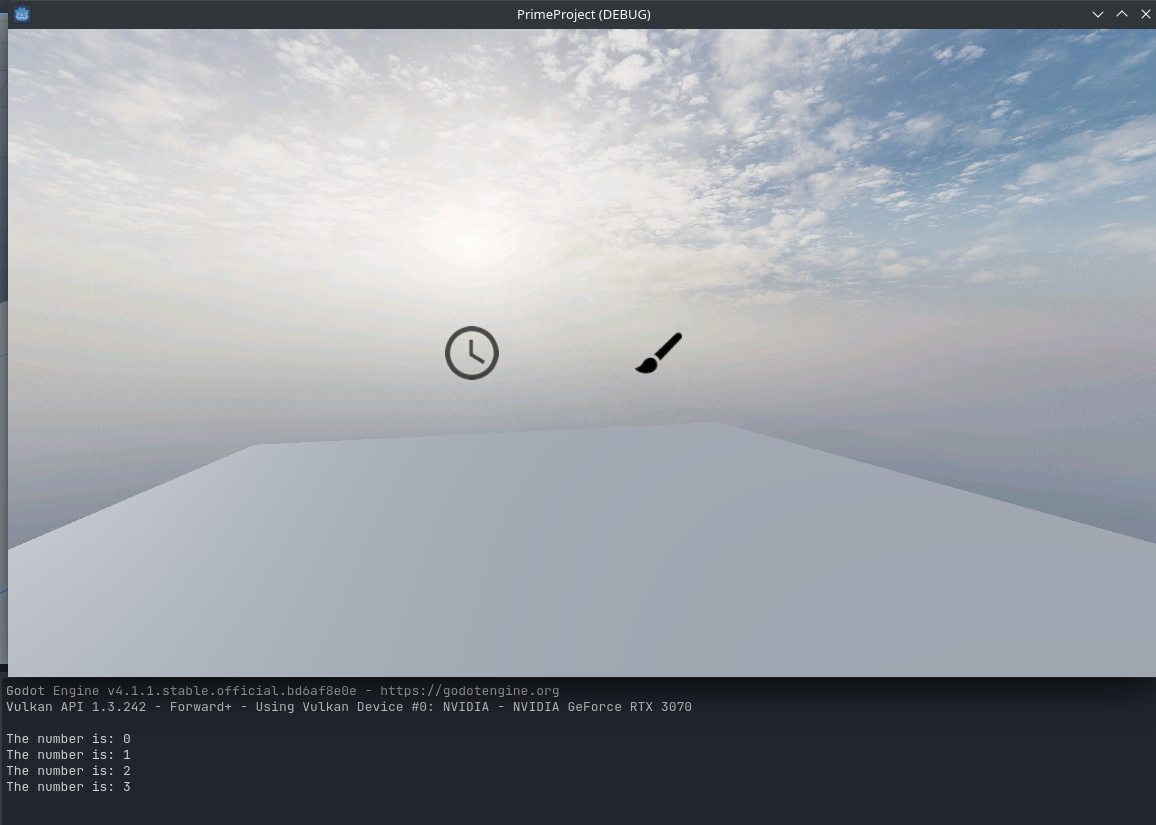 PrimeProject (DEBUG)
Godot Engine v4.1.1.stable.official.bd6af8e0e - https://godotengine.org
Vulkan API 1.3.242 - Forward+ - Using Vulkan Device #0: NVIDIA - NVIDIA GeForce RTX 3070
The number is: 0
The number is: 1
The number is: 2
The number is: 3